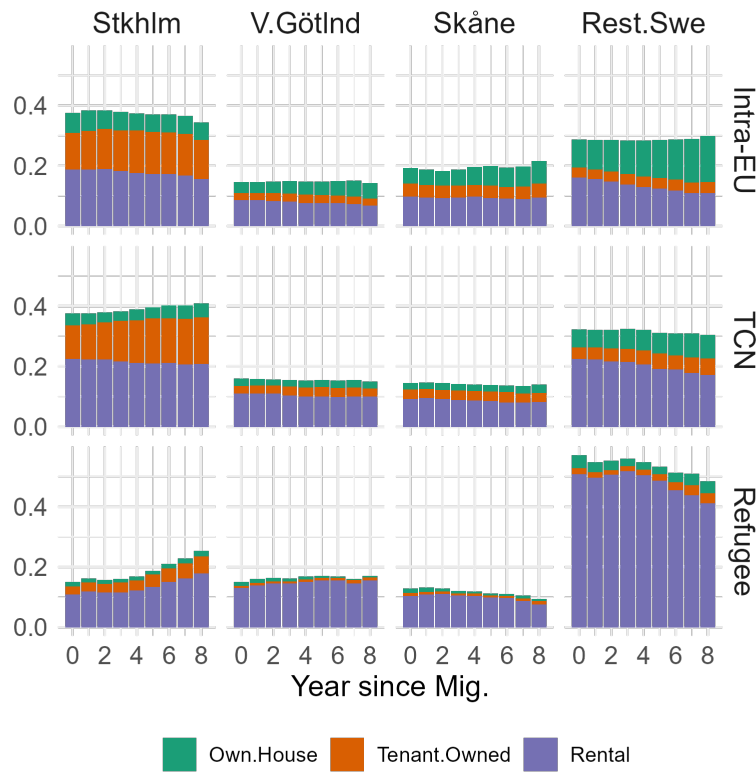 Stkhlm V.Götlnd Skåne Rest.Swe
0.4
0.2
0.0
Intra-EU
0.4
0.2
0.0
TCN
0.4
0.2
0.0
Refugee
0 2 4 6 8 0 2 4 6 8 0 2 4 6 8 0 2 4 6 8
Year since Mig.
Own.House Tenant.Owned Rental